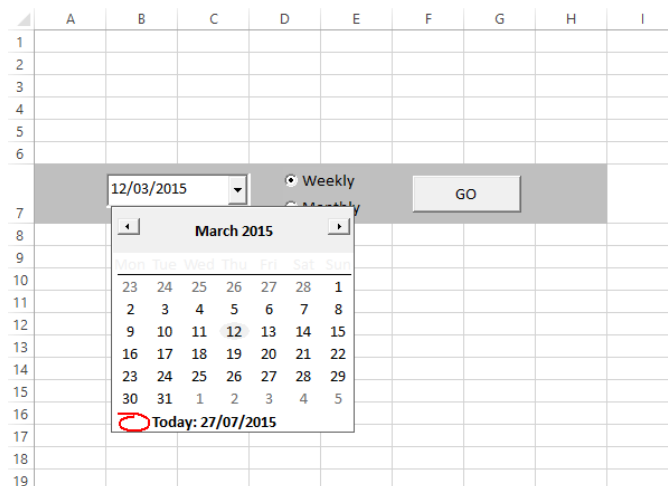 A B C D E F G H I
1
2
3
4
5
6
12/03/2015 Weekly GO
7 Monthly
8 March 2015
9 Mon Tue Wed Thu Fri Sat Sun
10 23 24 25 26 27 28 1
11 2 3 4 5 6 7 8
12 9 10 11 12 13 14 15
13 16 17 18 19 20 21 22
14 23 24 25 26 27 28 29
15 30 31 1 2 3 4 5
16 Today: 27/07/2015
17
18
19